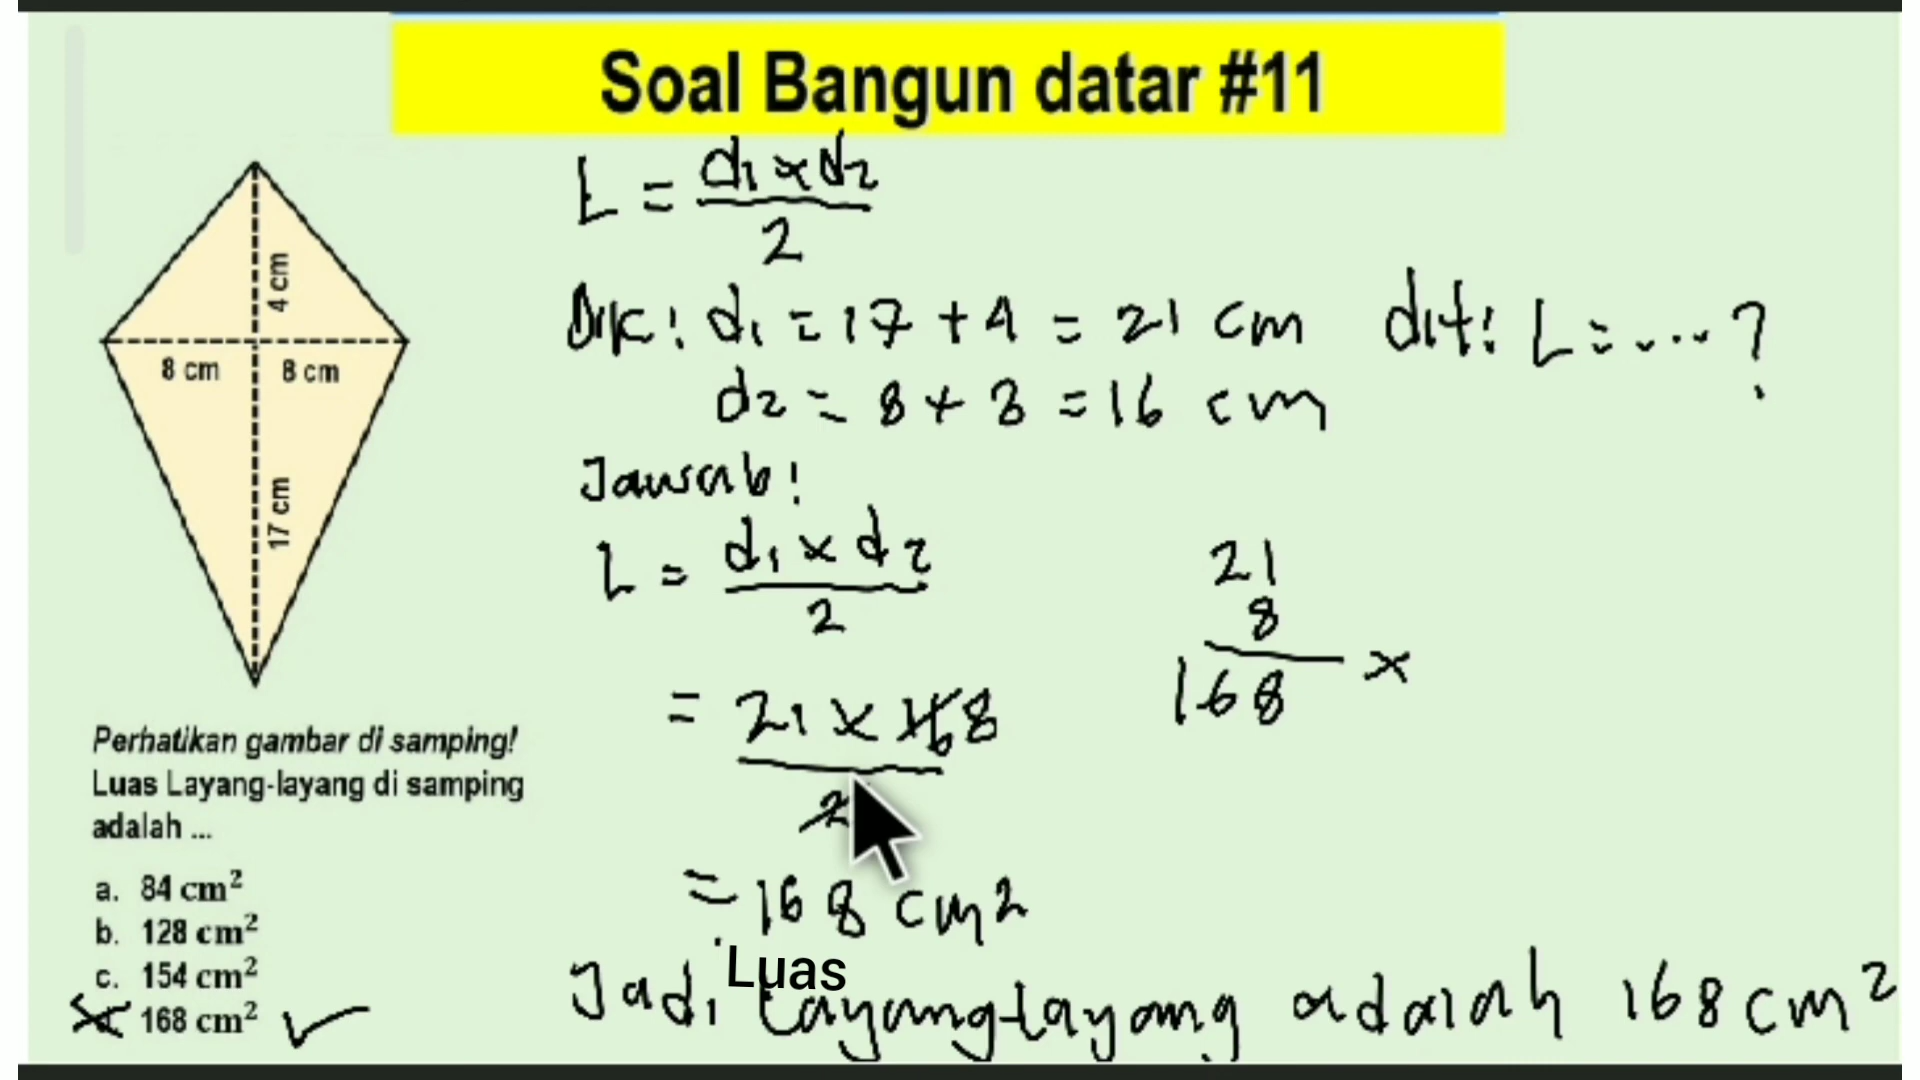 Soal Bangun datar #11
4 cm
8 cm 8 cm
17 cm
Perhatikan gambar di samping!
Luas Layang-layang di samping
adalah ...
a. 84 cm²
b. 128 cm²
c. 154 cm²
168 cm²
L = d1 x d2
2
Dik! d1 = 17 + 4 = 21 cm dit! L = .... ?
d2 = 8 + 8 = 16 cm
Jawab!
L = d1 x d2
2
= 21 x 16 8
2
= 168 cm2
21
8
x
168
Jadi Luas Layang-layang adalah 168 cm²